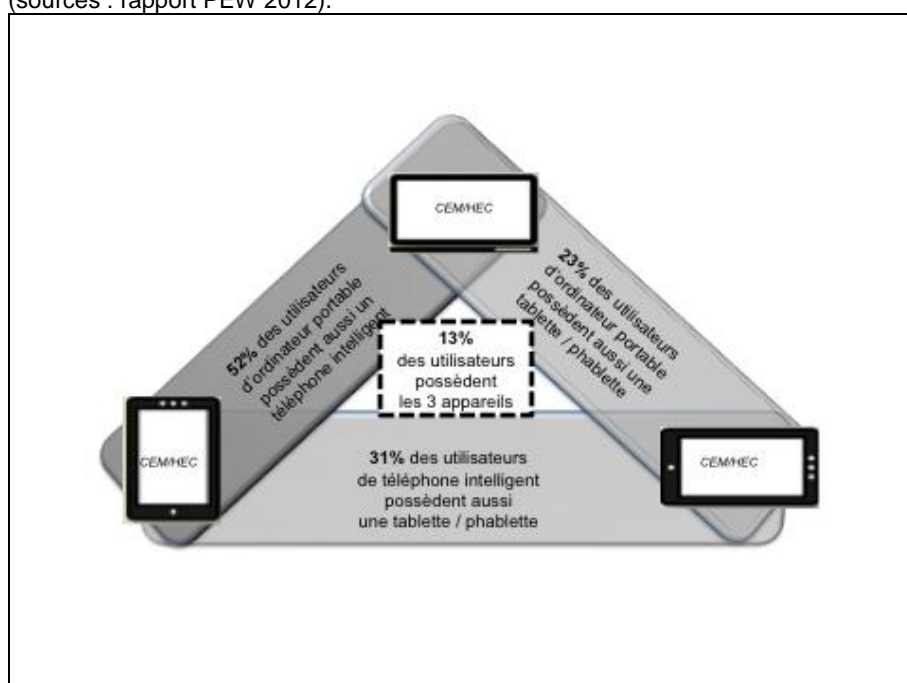 (sources : rapport PEW 2012).
CEM/HEC
52% des utilisateurs
d'ordinateur portable
possèdent aussi un
téléphone intelligent
23% des utilisateurs
d'ordinateur portable
possèdent aussi une
tablette / phablette
13%
des utilisateurs
possèdent
les 3 appareils
CEM/HEC
CEM/HEC
31% des utilisateurs
de téléphone intelligent
possèdent aussi
une tablette / phablette